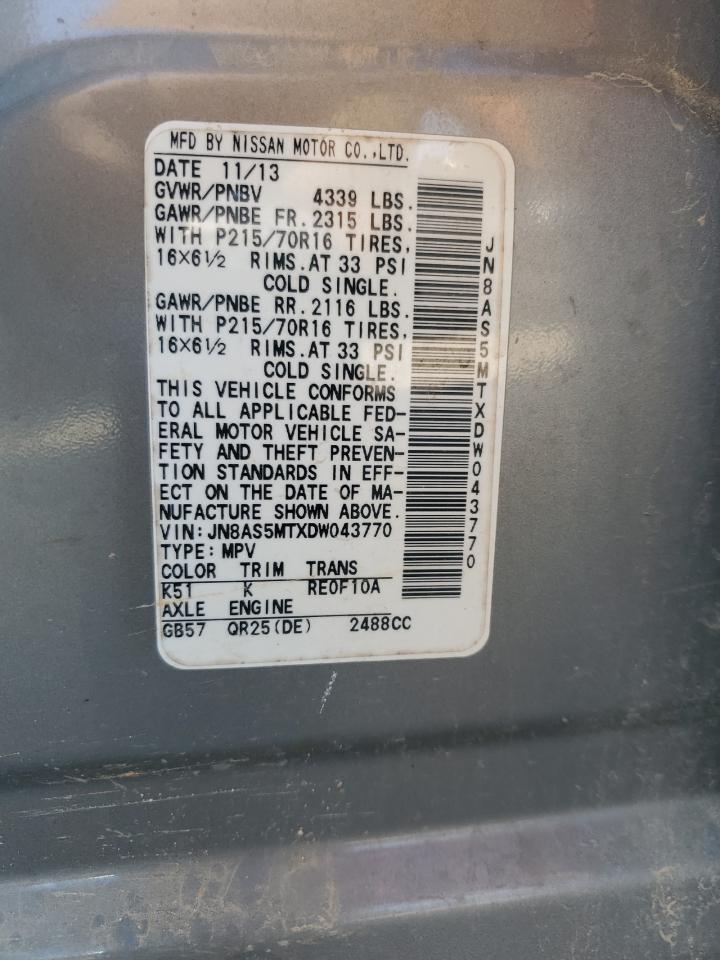 MFD BY NISSAN MOTOR CO.,LTD.
DATE 11/13
GVWR/PNBV 4339 LBS.
GAWR/PNBE FR. 2315 LBS.
WITH P215/70R16 TIRES,
16×6½ RIMS. AT 33 PSI
COLD SINGLE.
GAWR/PNBE RR. 2116 LBS.
WITH P215/70R16 TIRES,
16×6½ RIMS. AT 33 PSI
COLD SINGLE.
THIS VEHICLE CONFORMS
TO ALL APPLICABLE FED-
ERAL MOTOR VEHICLE SA-
FETY AND THEFT PREVEN-
TION STANDARDS IN EFF-
ECT ON THE DATE OF MA-
NUFACTURE SHOWN ABOVE.
VIN: JN8AS5MTXDW043770
TYPE: MPV
COLOR TRIM TRANS
K51 K RE0F10A
AXLE ENGINE
GB57 QR25(DE) 2488CC
JN8AS5MTXDW043770